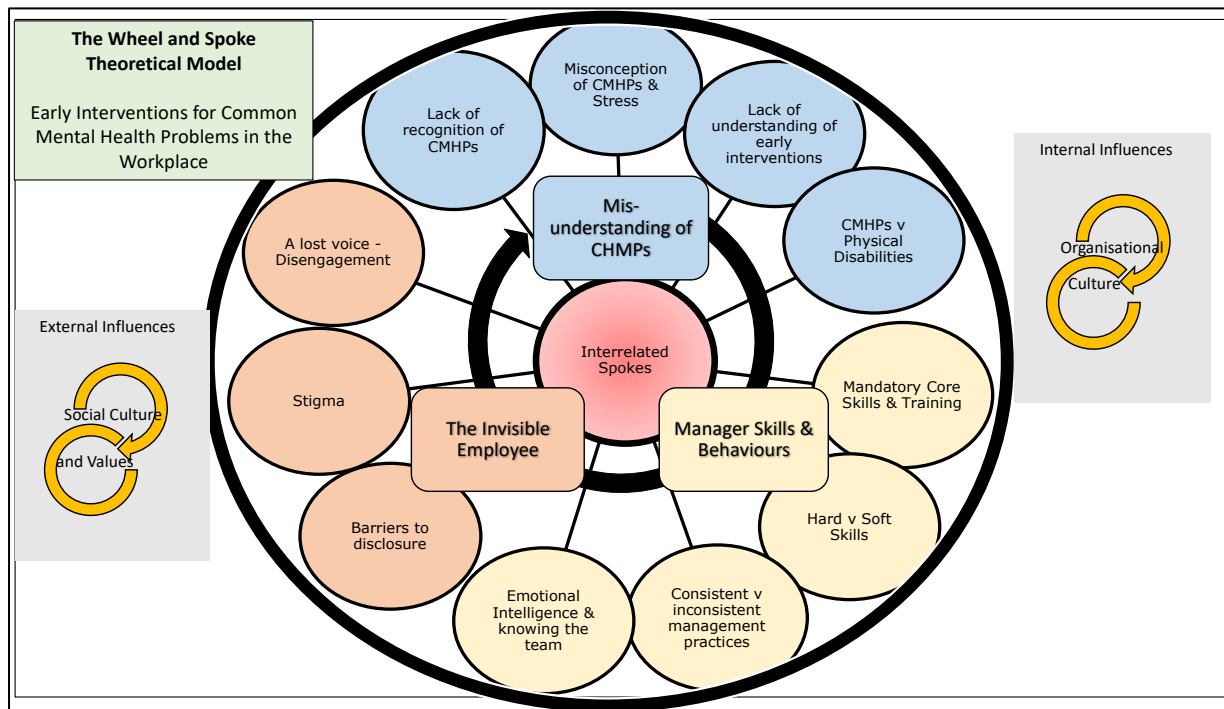 The Wheel and Spoke
Theoretical Model
Early Interventions for Common
Mental Health Problems in the
Workplace
Misconception
of CMHPs &
Stress
Lack of
recognition of
CMHPs
Lack of
understanding of
early
interventions
CMHPs v
Physical
Disabilities
Mis-
understanding of
CHMPs
A lost voice -
Disengagement
Stigma
Barriers to
disclosure
The Invisible
Employee
Interrelated
Spokes
Manager Skills &
Behaviours
Mandatory Core
Skills & Training
Hard v Soft
Skills
Consistent v
inconsistent
management
practices
Emotional
Intelligence &
knowing the
team
External Influences
Social Culture
and Values
Internal Influences
Organisational
Culture